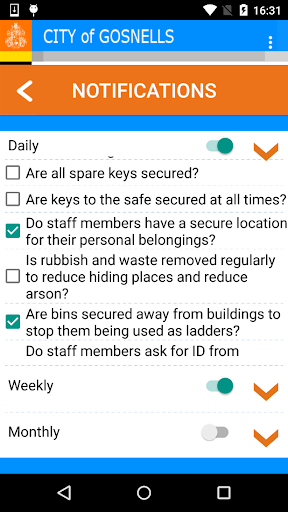 16:31
CITY of GOSNELLS
NOTIFICATIONS
Daily
Are all spare keys secured?
Are keys to the safe secured at all times?
Do staff members have a secure location
for their personal belongings?
Is rubbish and waste removed regularly
to reduce hiding places and reduce
arson?
Are bins secured away from buildings to
stop them being used as ladders?
Do staff members ask for ID from
Weekly
Monthly